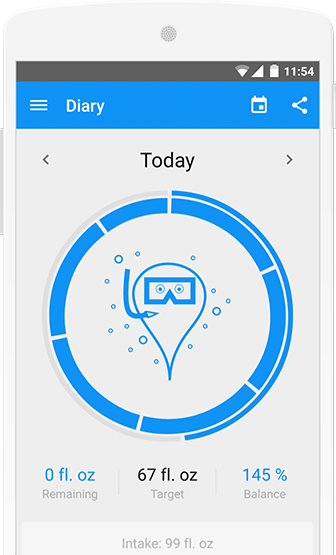 11:54
Diary
Today
0 fl. oz
67 fl. oz
145 %
Remaining
Target
Balance
Intake: 99 fl. oz